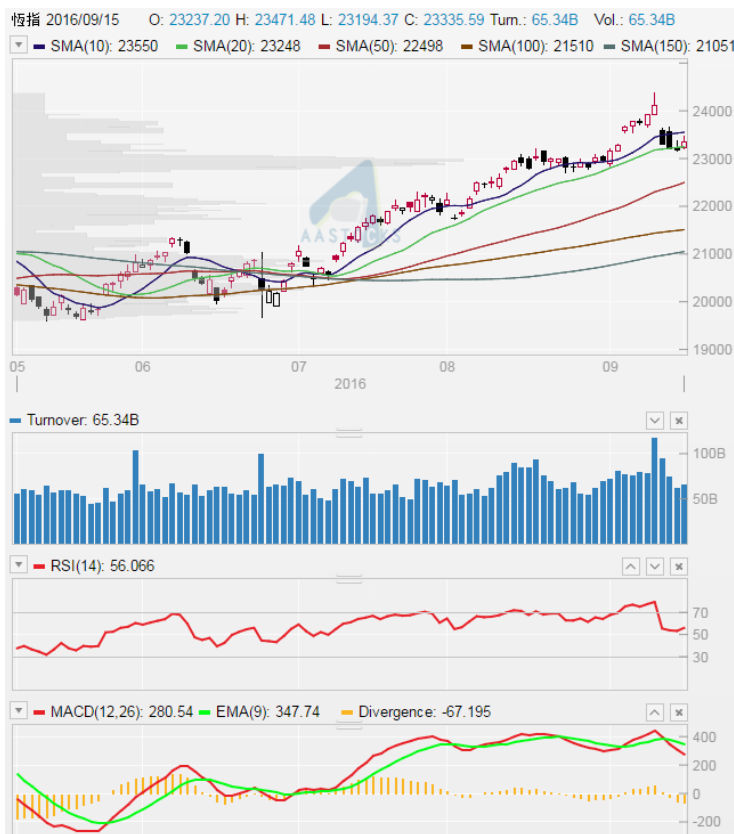 恆指 2016/09/15 O: 23237.20 H: 23471.48 L: 23194.37 C: 23335.59 Turn.: 65.34B Vol.: 65.34B
SMA(10): 23550 SMA(20): 23248 SMA(50): 22498 SMA(100): 21510 SMA(150): 21051
24000
23000
AASTOCKS
22000
21000
20000
19000
05 06 07 08 09
2016
Turnover: 65.34B
100B
50B
RSI(14): 56.066
70
50
30
MACD(12,26): 280.54 EMA(9): 347.74 Divergence: -67.195
400
200
0
-200